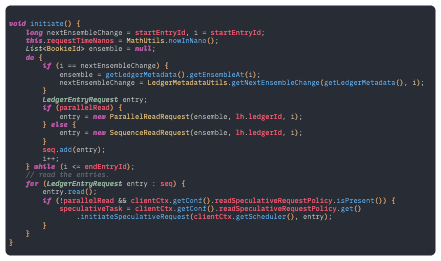 void initiate() {
    long nextEnsembleChange = startEntryId, i = startEntryId;
    this.requestTimeNanos = MathUtils.nowInNano();
    List<BookieId> ensemble = null;
    do {
        if (i == nextEnsembleChange) {
            ensemble = getLedgerMetadata().getEnsembleAt(i);
            nextEnsembleChange = LedgerMetadataUtils.getNextEnsembleChange(getLedgerMetadata(), i);
        }
        LedgerEntryRequest entry;
        if (parallelRead) {
            entry = new ParallelReadRequest(ensemble, lh.ledgerId, i);
        } else {
            entry = new SequenceReadRequest(ensemble, lh.ledgerId, i);
        }
        seq.add(entry);
        i++;
    } while (i <= endEntryId);
    // read the entries.
    for (LedgerEntryRequest entry : seq) {
        entry.read();
        if (!parallelRead && clientCtx.getConf().readSpeculativeRequestPolicy.isPresent()) {
            speculativeTask = clientCtx.getConf().readSpeculativeRequestPolicy.get()
                .initiateSpeculativeRequest(clientCtx.getScheduler(), entry);
        }
    }
}